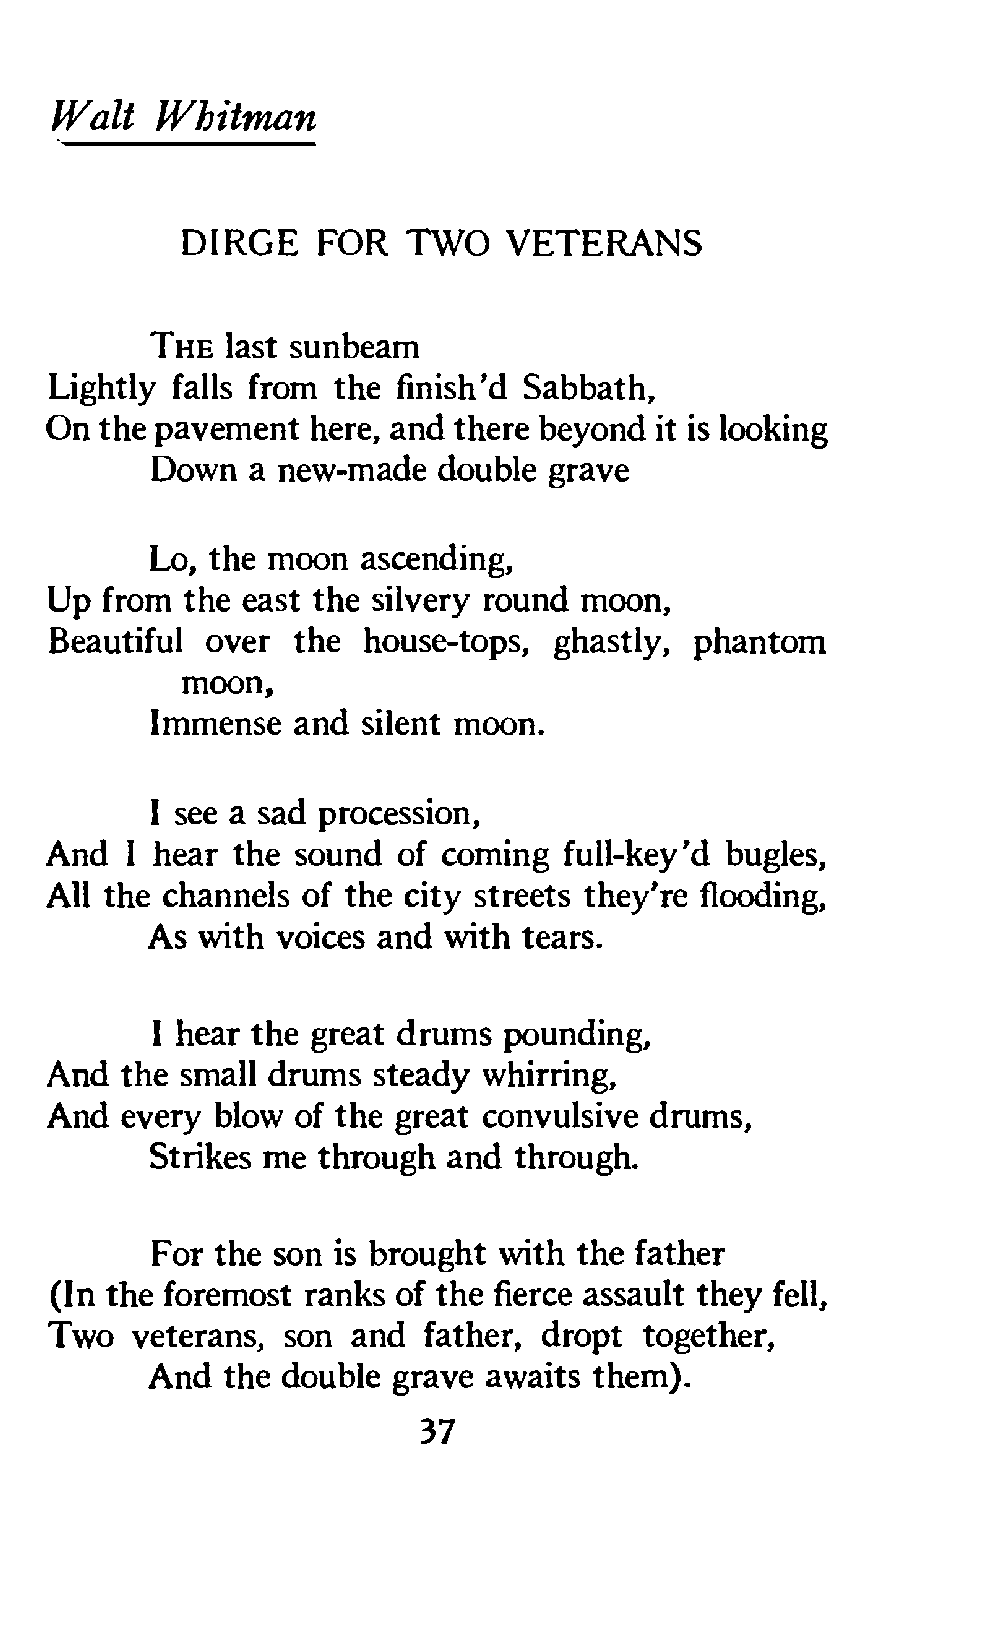 Walt Whitman
DIRGE FOR TWO VETERANS
THE last sunbeam
Lightly falls from the finish'd Sabbath,
On the pavement here, and there beyond it is looking
Down a new-made double grave
Lo, the moon ascending,
Up from the east the silvery round moon,
Beautiful over the house-tops, ghastly, phantom
moon,
Immense and silent moon.
I see a sad procession,
And I hear the sound of coming full-key'd bugles,
All the channels of the city streets they're flooding,
As with voices and with tears.
I hear the great drums pounding,
And the small drums steady whirring,
And every blow of the great convulsive drums,
Strikes me through and through.
For the son is brought with the father
(In the foremost ranks of the fierce assault they fell,
Two veterans, son and father, dropt together,
And the double grave awaits them).
37